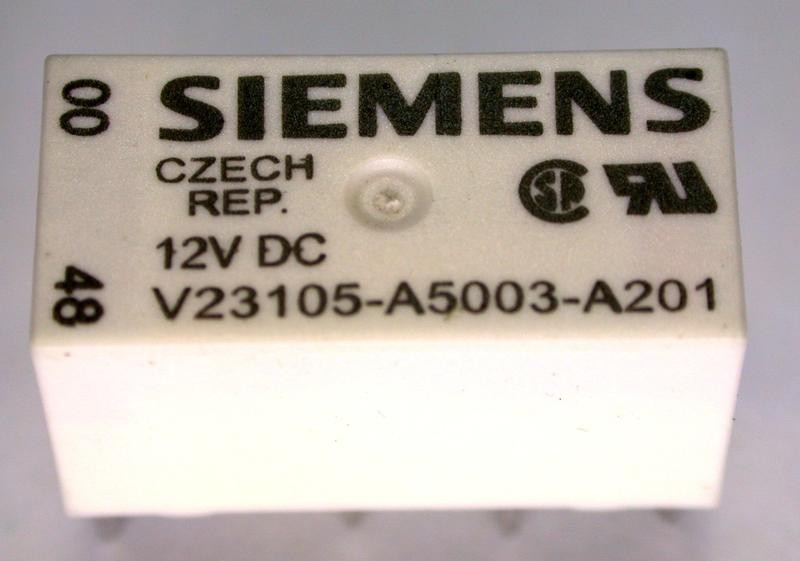 SIEMENS
CZECH
REP.
12V DC
V23105-A5003-A201
00
48